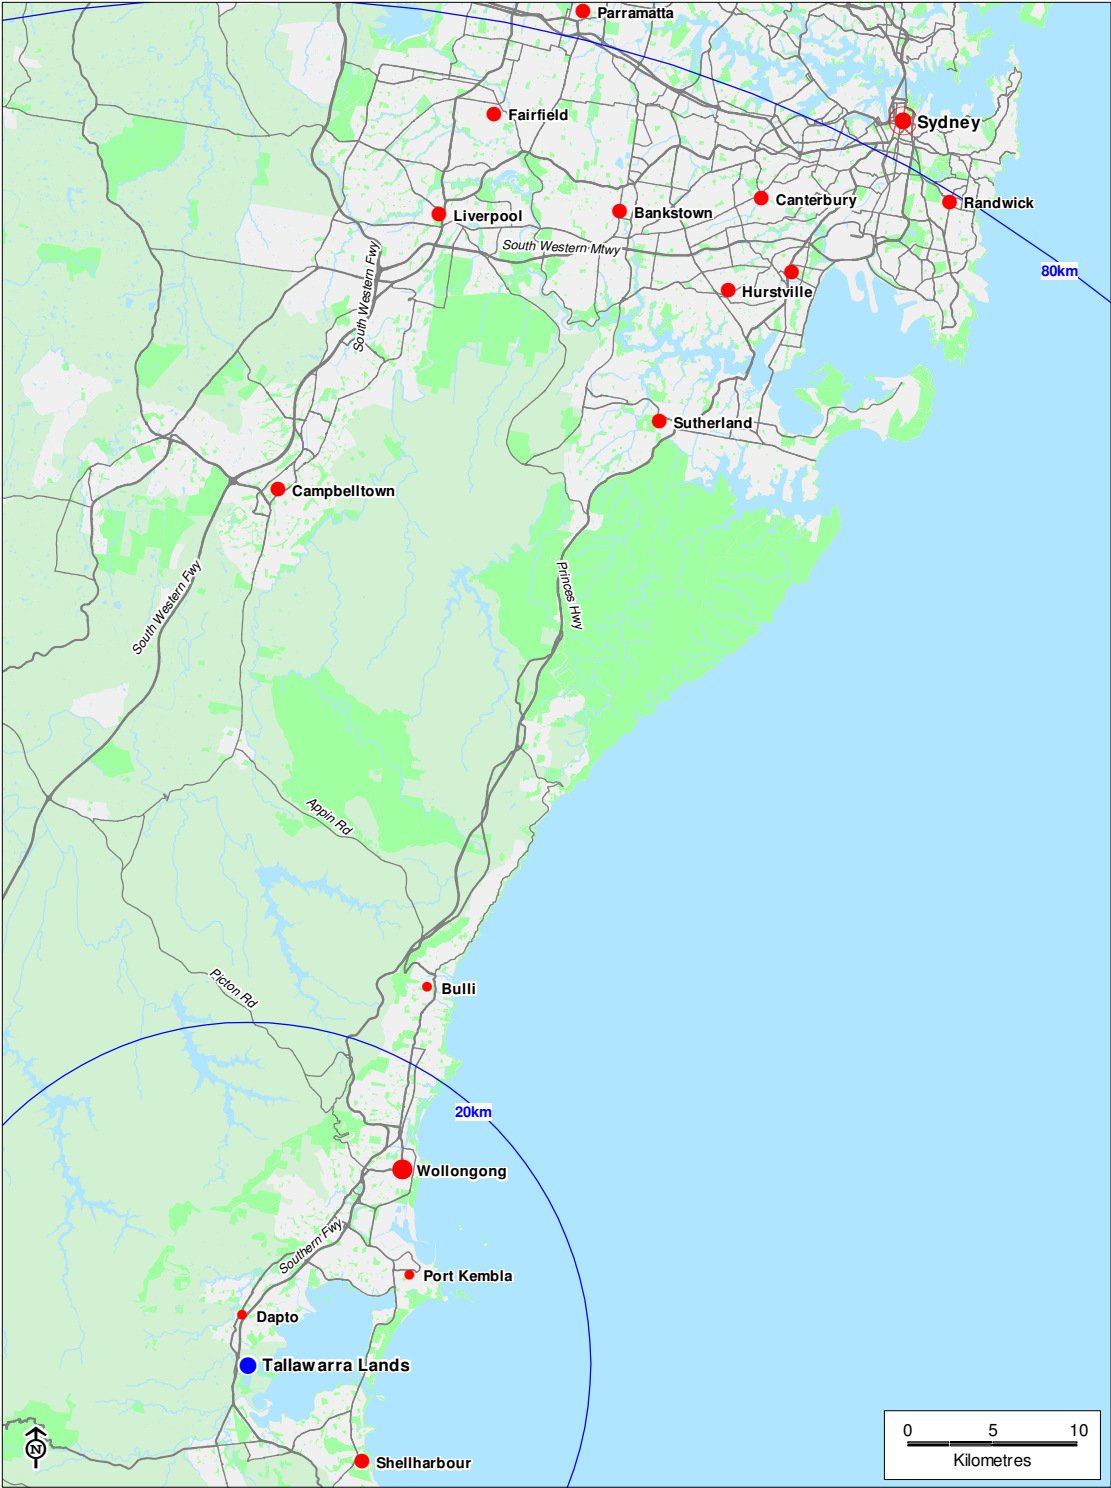 Parramatta
Fairfield
Sydney
Canterbury
Randwick
Liverpool
Bankstown
South Western Mtwy
South Western Fwy
80km
Hurstville
Sutherland
Campbelltown
Princes Hwy
South Western Fwy
Appin Rd
Picton Rd
Bulli
20km
Wollongong
Southern Fwy
Port Kembla
Dapto
Tallawarra Lands
0 5 10
Kilometres
N
Shellharbour